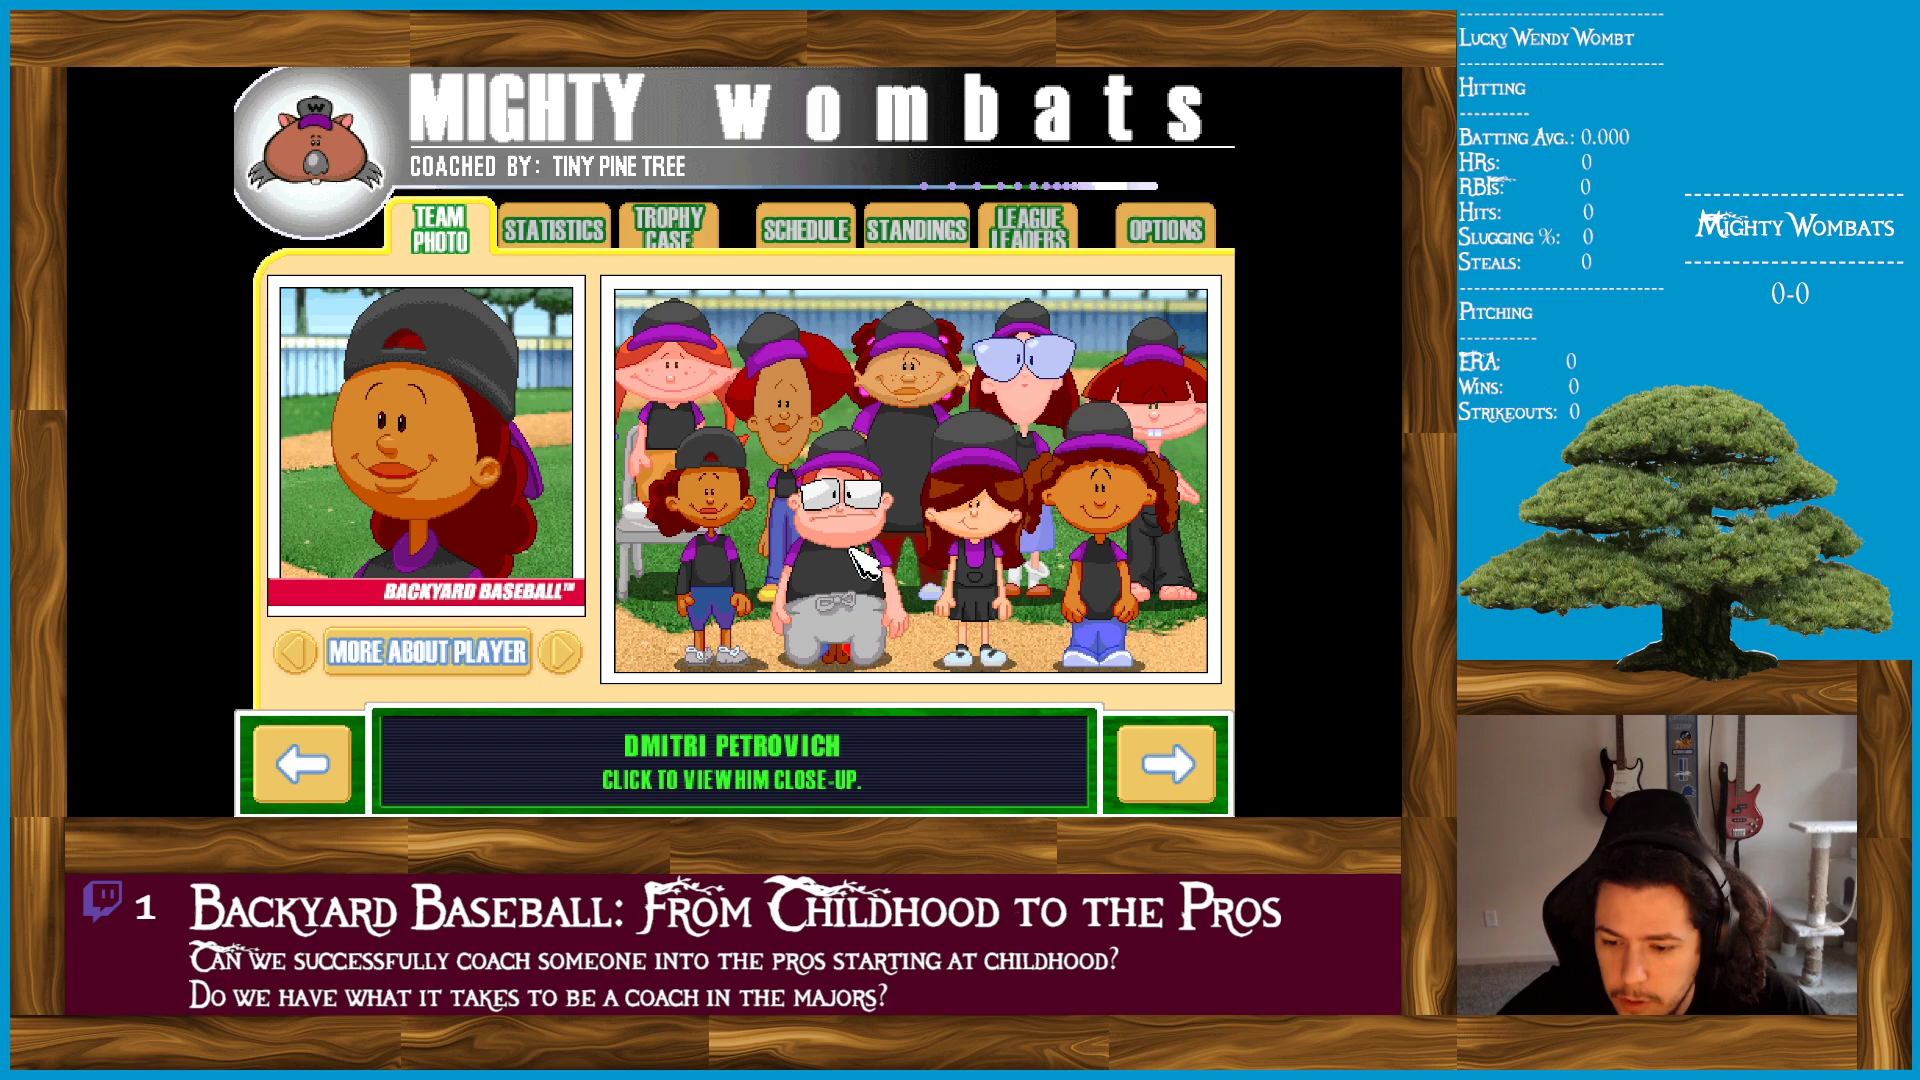 MIGHTY wombats
COACHED BY: TINY PINE TREE
TEAM PHOTO
STATISTICS
TROPHY CASE
SCHEDULE
STANDINGS
LEAGUE LEADERS
OPTIONS
W
BACKYARD BASEBALL™
MORE ABOUT PLAYER
DMITRI PETROVICH
CLICK TO VIEW HIM CLOSE-UP.
1
Backyard Baseball: From Childhood to the Pros
Can we successfully coach someone into the pros starting at childhood?
Do we have what it takes to be a coach in the majors?
-----------------------------
Lucky Wendy Wombt
-----------------------------
Hitting
----------
Batting Avg.: 0.000
HRs: 0
RBIs: 0
Hits: 0
Slugging %: 0
Steals: 0
-----------------------------
Pitching
-----------
ERA: 0
Wins: 0
Strikeouts: 0
-------------------------------
Mighty Wombats
-------------------------------
0-0